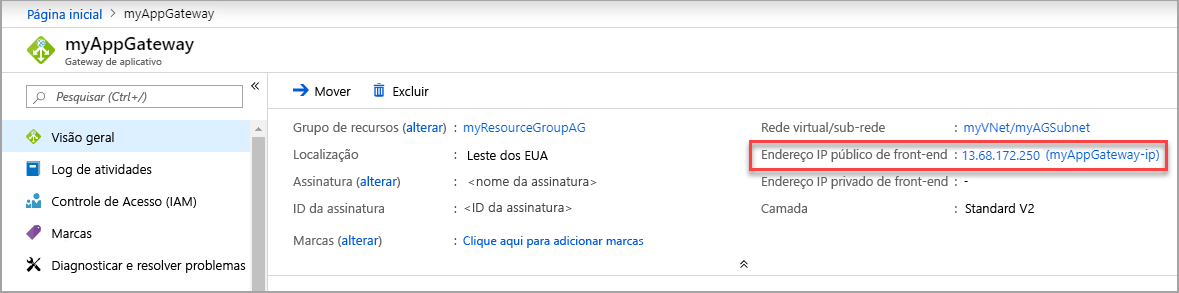 Página inicial > myAppGateway
myAppGateway
Gateway de aplicativo
Pesquisar (Ctrl+/)
«
Visão geral
Log de atividades
Controle de Acesso (IAM)
Marcas
Diagnosticar e resolver problemas
Mover Excluir
Grupo de recursos (alterar) : myResourceGroupAG
Localização : Leste dos EUA
Assinatura (alterar) : <nome da assinatura>
ID da assinatura : <ID da assinatura>
Marcas (alterar) : Clique aqui para adicionar marcas
Rede virtual/sub-rede : myVNet/myAGSubnet
Endereço IP público de front-end : 13.68.172.250 (myAppGateway-ip)
Endereço IP privado de front-end : -
Camada : Standard V2